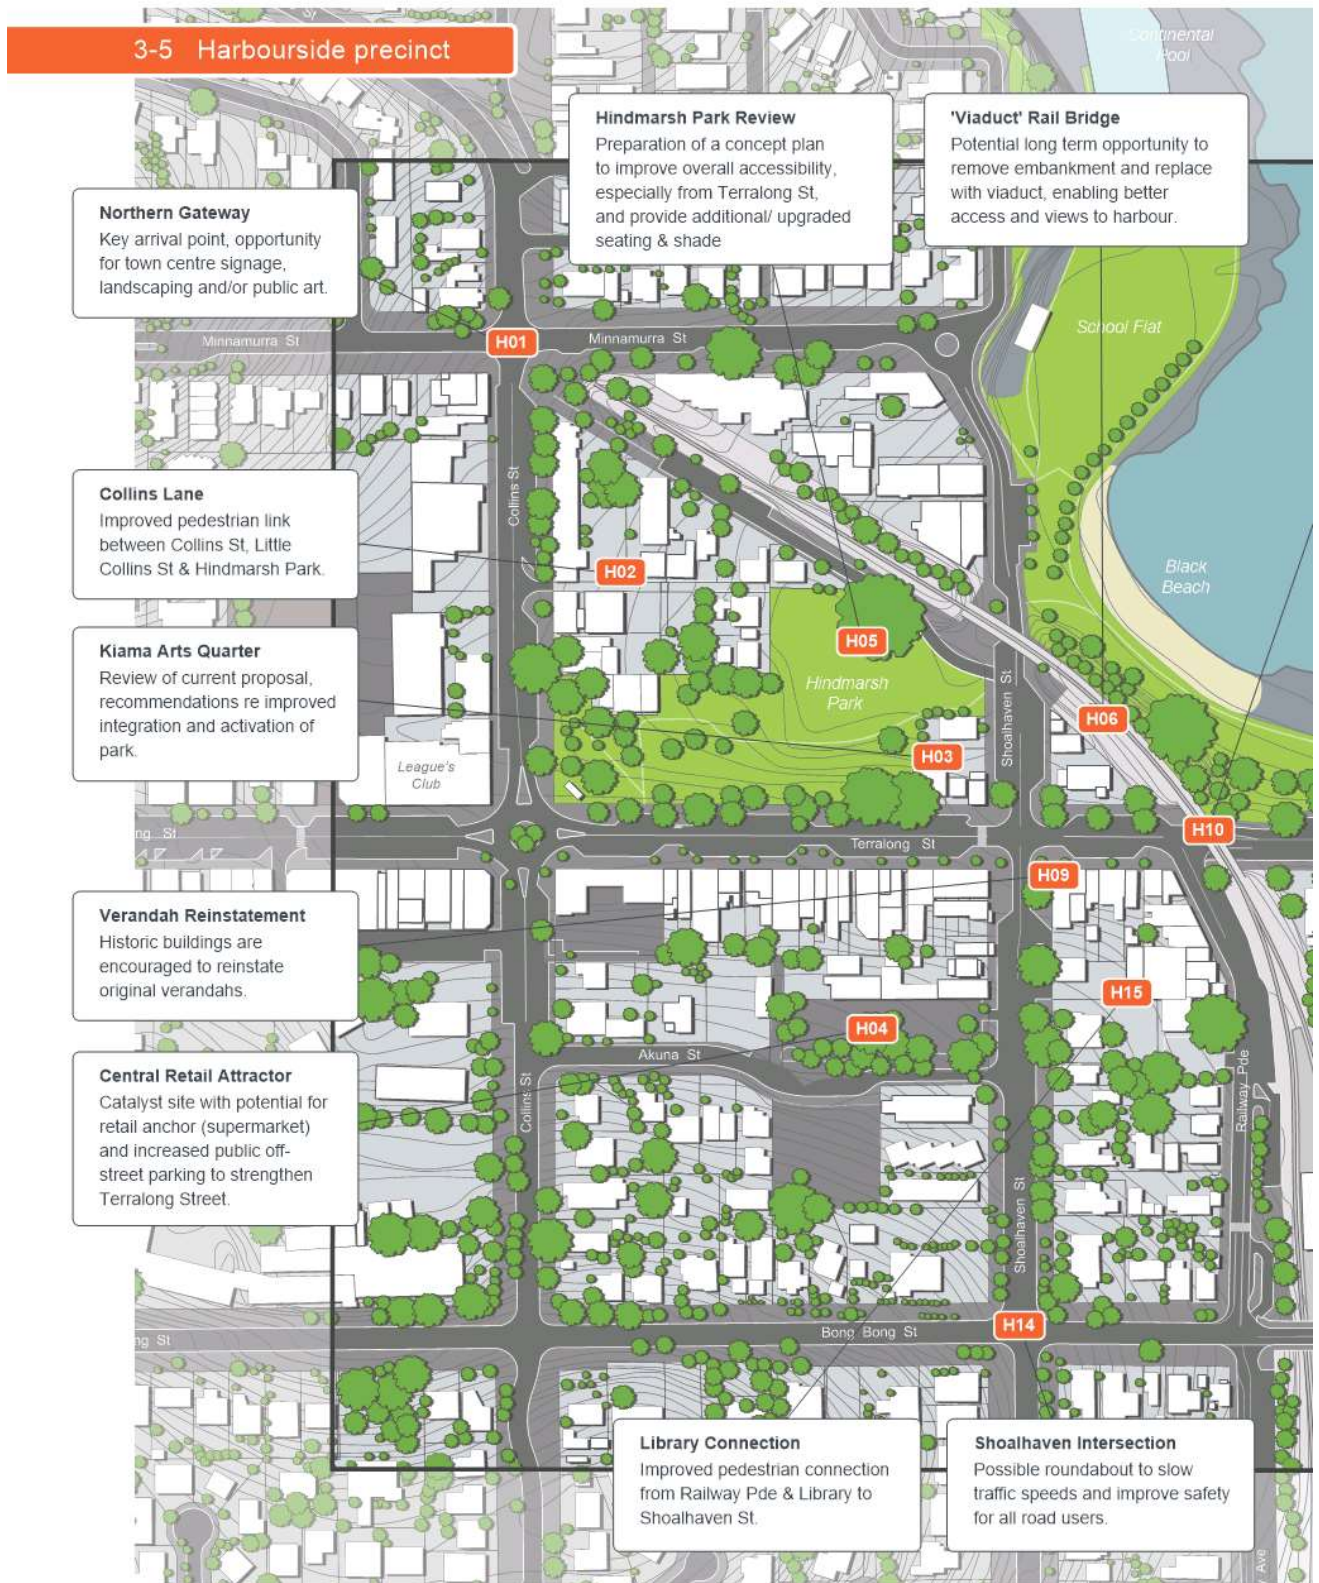 3-5 Harbourside precinct
Continental
Pool
Hindmarsh Park Review
Preparation of a concept plan
to improve overall accessibility,
especially from Terralong St,
and provide additional/ upgraded
seating & shade
'Viaduct' Rail Bridge
Potential long term opportunity to
remove embankment and replace
with viaduct, enabling better
access and views to harbour.
Northern Gateway
Key arrival point, opportunity
for town centre signage,
landscaping and/or public art.
Minnamurra St
H01
Minnamurra St
School Flat
Collins Lane
Improved pedestrian link
between Collins St, Little
Collins St & Hindmarsh Park.
Collins St
H02
Black
Beach
Kiama Arts Quarter
Review of current proposal,
recommendations re improved
integration and activation of
park.
H05
Hindmarsh
Park
Shoalhaven St
H06
H03
League's
Club
ng St
Terralong St
H10
H09
Verandah Reinstatement
Historic buildings are
encouraged to reinstate
original verandahs.
H15
H04
Akuna St
Central Retail Attractor
Catalyst site with potential for
retail anchor (supermarket)
and increased public off-
street parking to strengthen
Terralong Street.
Collins St
Railway Pde
Shoalhaven St
ng St
Bong Bong St
H14
Library Connection
Improved pedestrian connection
from Railway Pde & Library to
Shoalhaven St.
Shoalhaven Intersection
Possible roundabout to slow
traffic speeds and improve safety
for all road users.
Ave